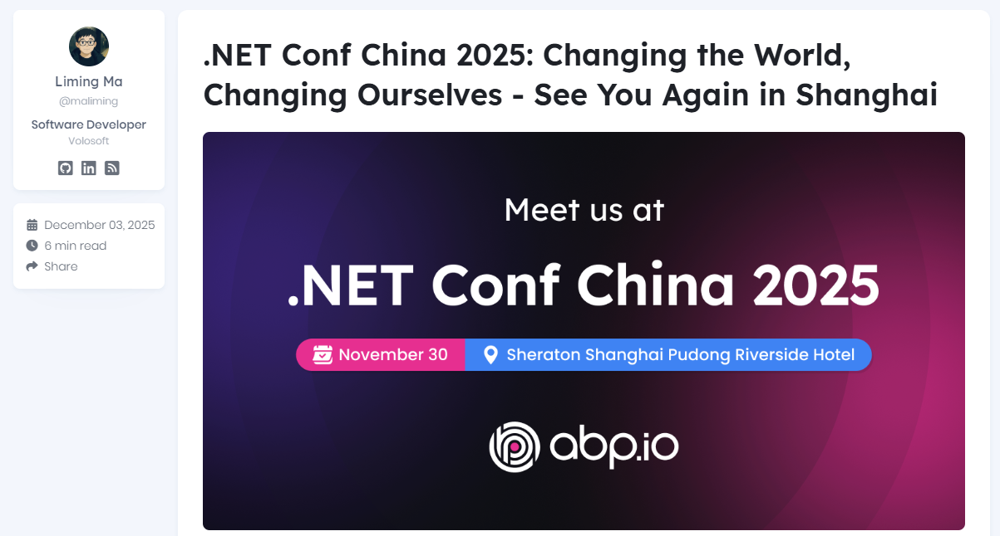 Liming Ma
@maliming
Software Developer
Volosoft
December 03, 2025
6 min read
Share
.NET Conf China 2025: Changing the World,
Changing Ourselves - See You Again in Shanghai
Meet us at
.NET Conf China 2025
November 30
Sheraton Shanghai Pudong Riverside Hotel
abp.io